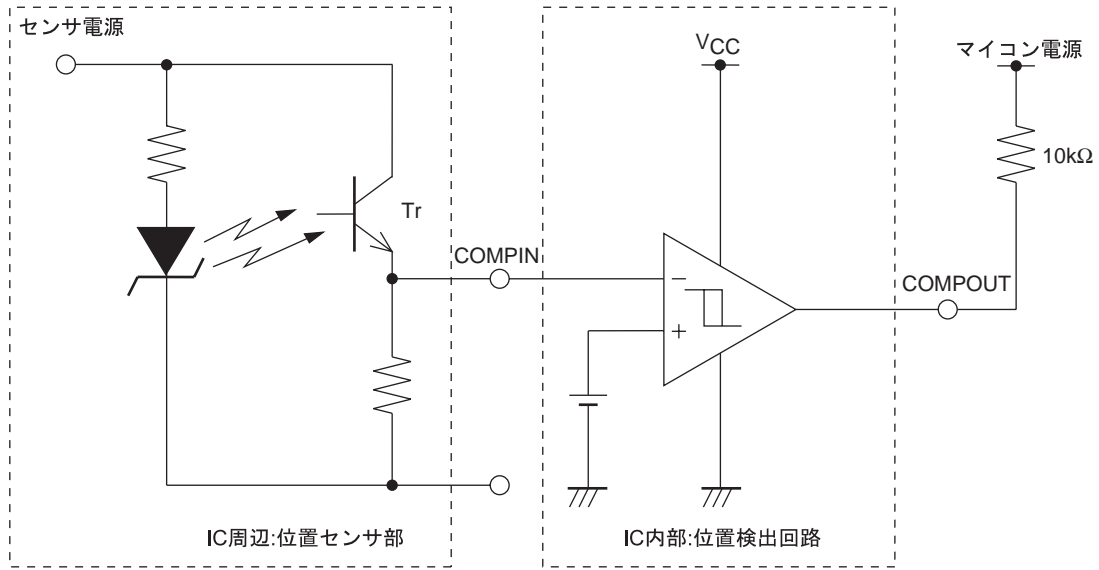 センサ電源
VCC
マイコン電源
10kΩ
Tr
COMPIN
COMPOUT
−
+
IC周辺:位置センサ部
IC内部:位置検出回路